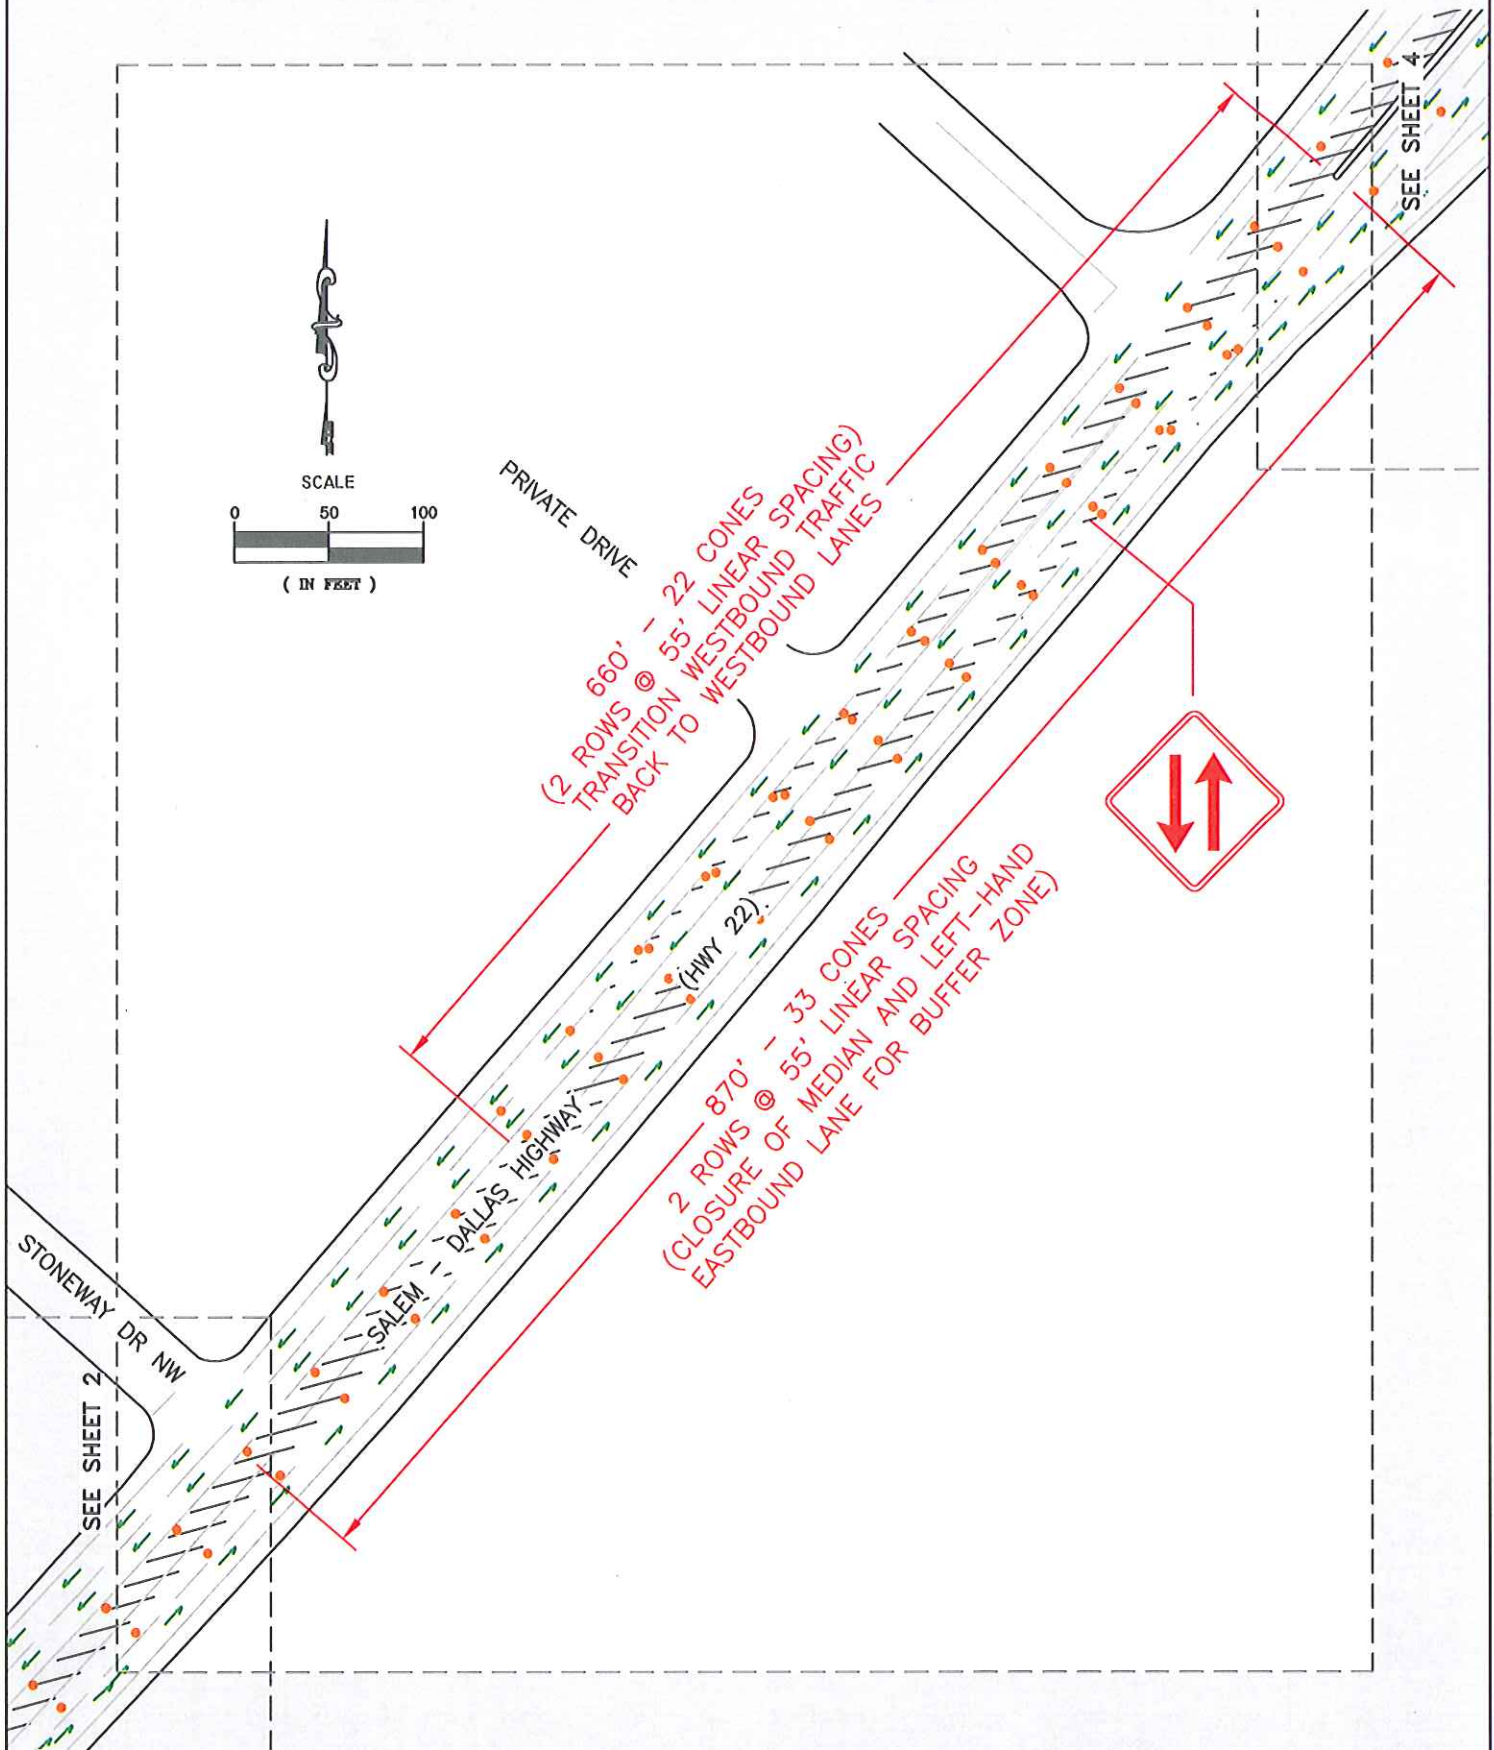 SEE SHEET 4
SCALE
0 50 100
( IN FEET )
PRIVATE DRIVE
660' - 22 CONES
(2 ROWS @ 55' LINEAR SPACING)
TRANSITION WESTBOUND TRAFFIC
BACK TO WESTBOUND LANES
870' - 33 CONES
2 ROWS @ 55' LINEAR SPACING
(CLOSURE OF MEDIAN AND LEFT-HAND
EASTBOUND LANE FOR BUFFER ZONE)
SALEM - DALLAS HIGHWAY
(HWY 22)
STONEWAY DR NW
SEE SHEET 2